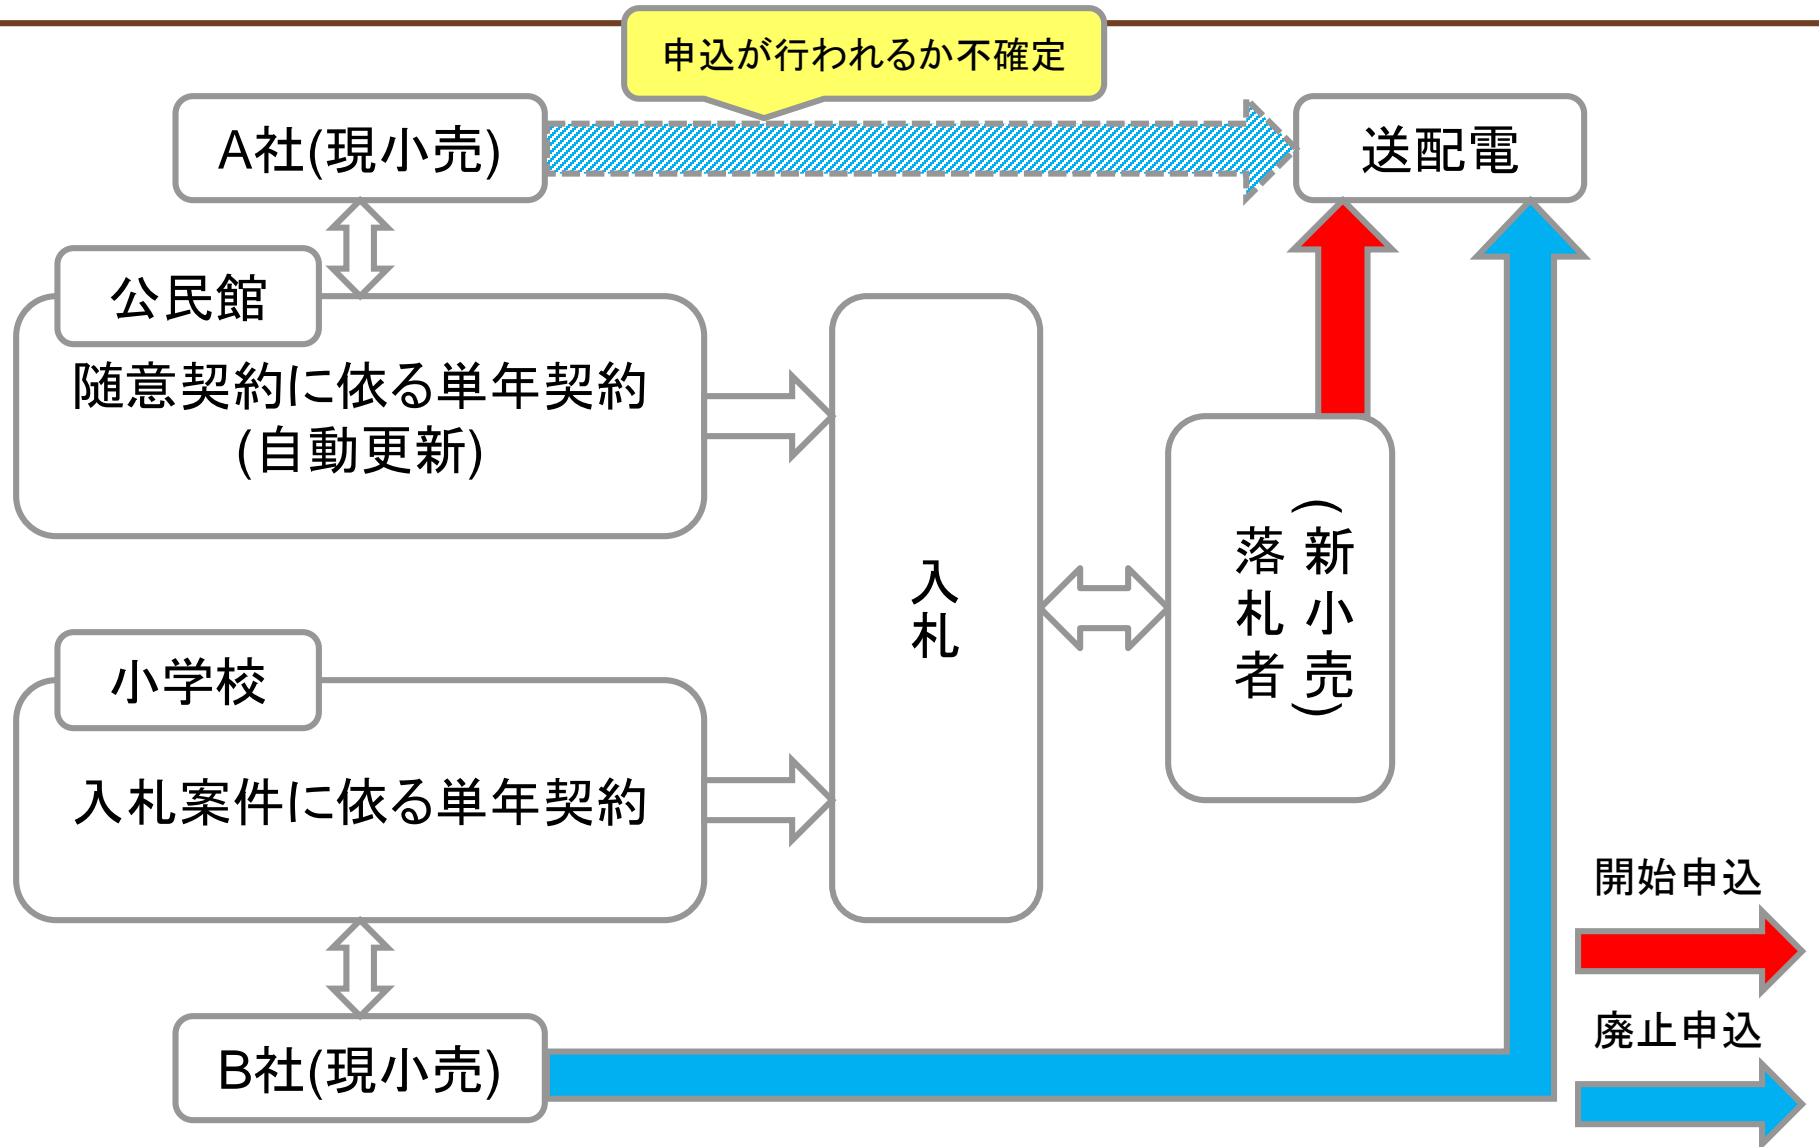 申込が行われるか不確定
A社(現小売)
送配電
公民館
随意契約に依る単年契約
(自動更新)
入札
落札者
(新小売)
小学校
入札案件に依る単年契約
B社(現小売)
開始申込
廃止申込